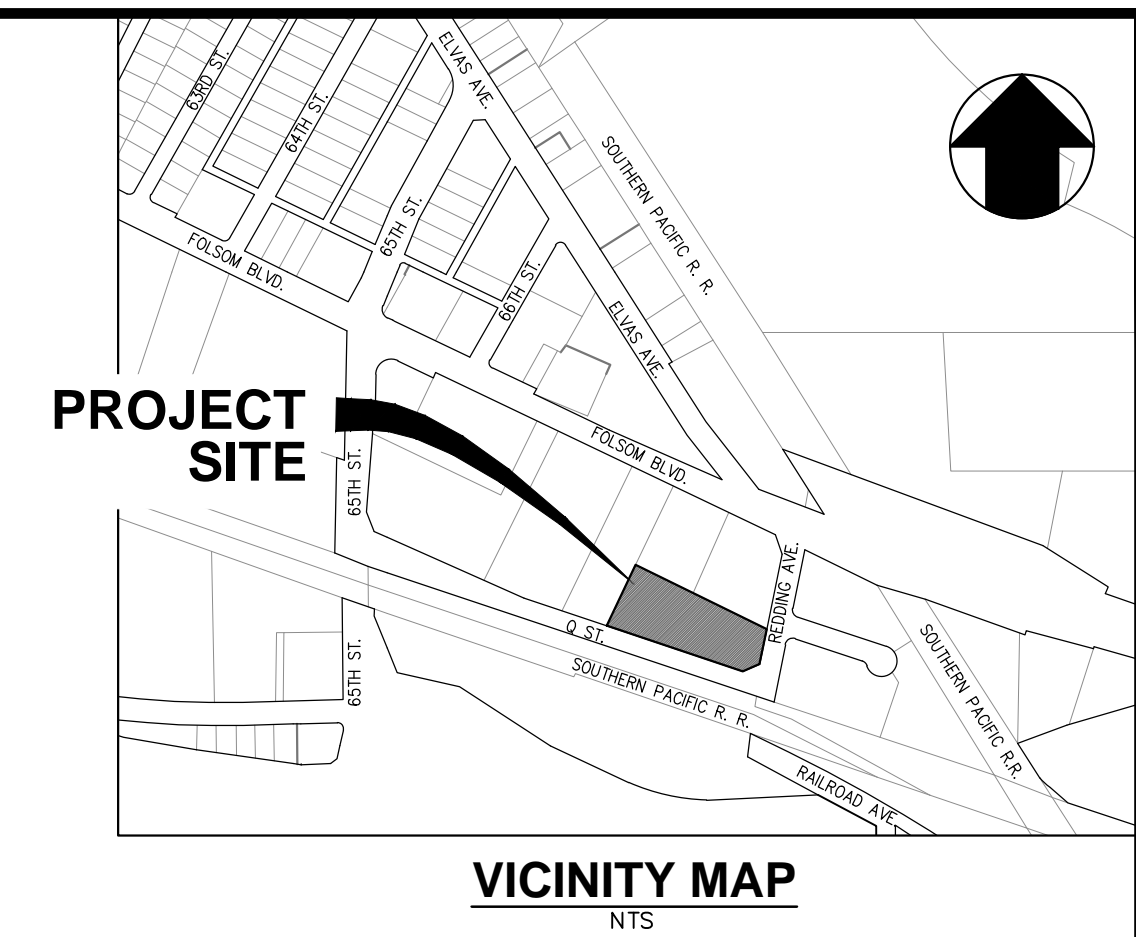 ELVAS AVE.
63RD ST.
64TH ST.
SOUTHERN PACIFIC R. R.
65TH ST.
FOLSOM BLVD.
66TH ST.
ELVAS AVE.
PROJECT
SITE
FOLSOM BLVD.
65TH ST.
REDDING AVE.
Q ST.
SOUTHERN PACIFIC R. R.
65TH ST.
SOUTHERN PACIFIC R.R.
RAILROAD AVE.
VICINITY MAP
NTS